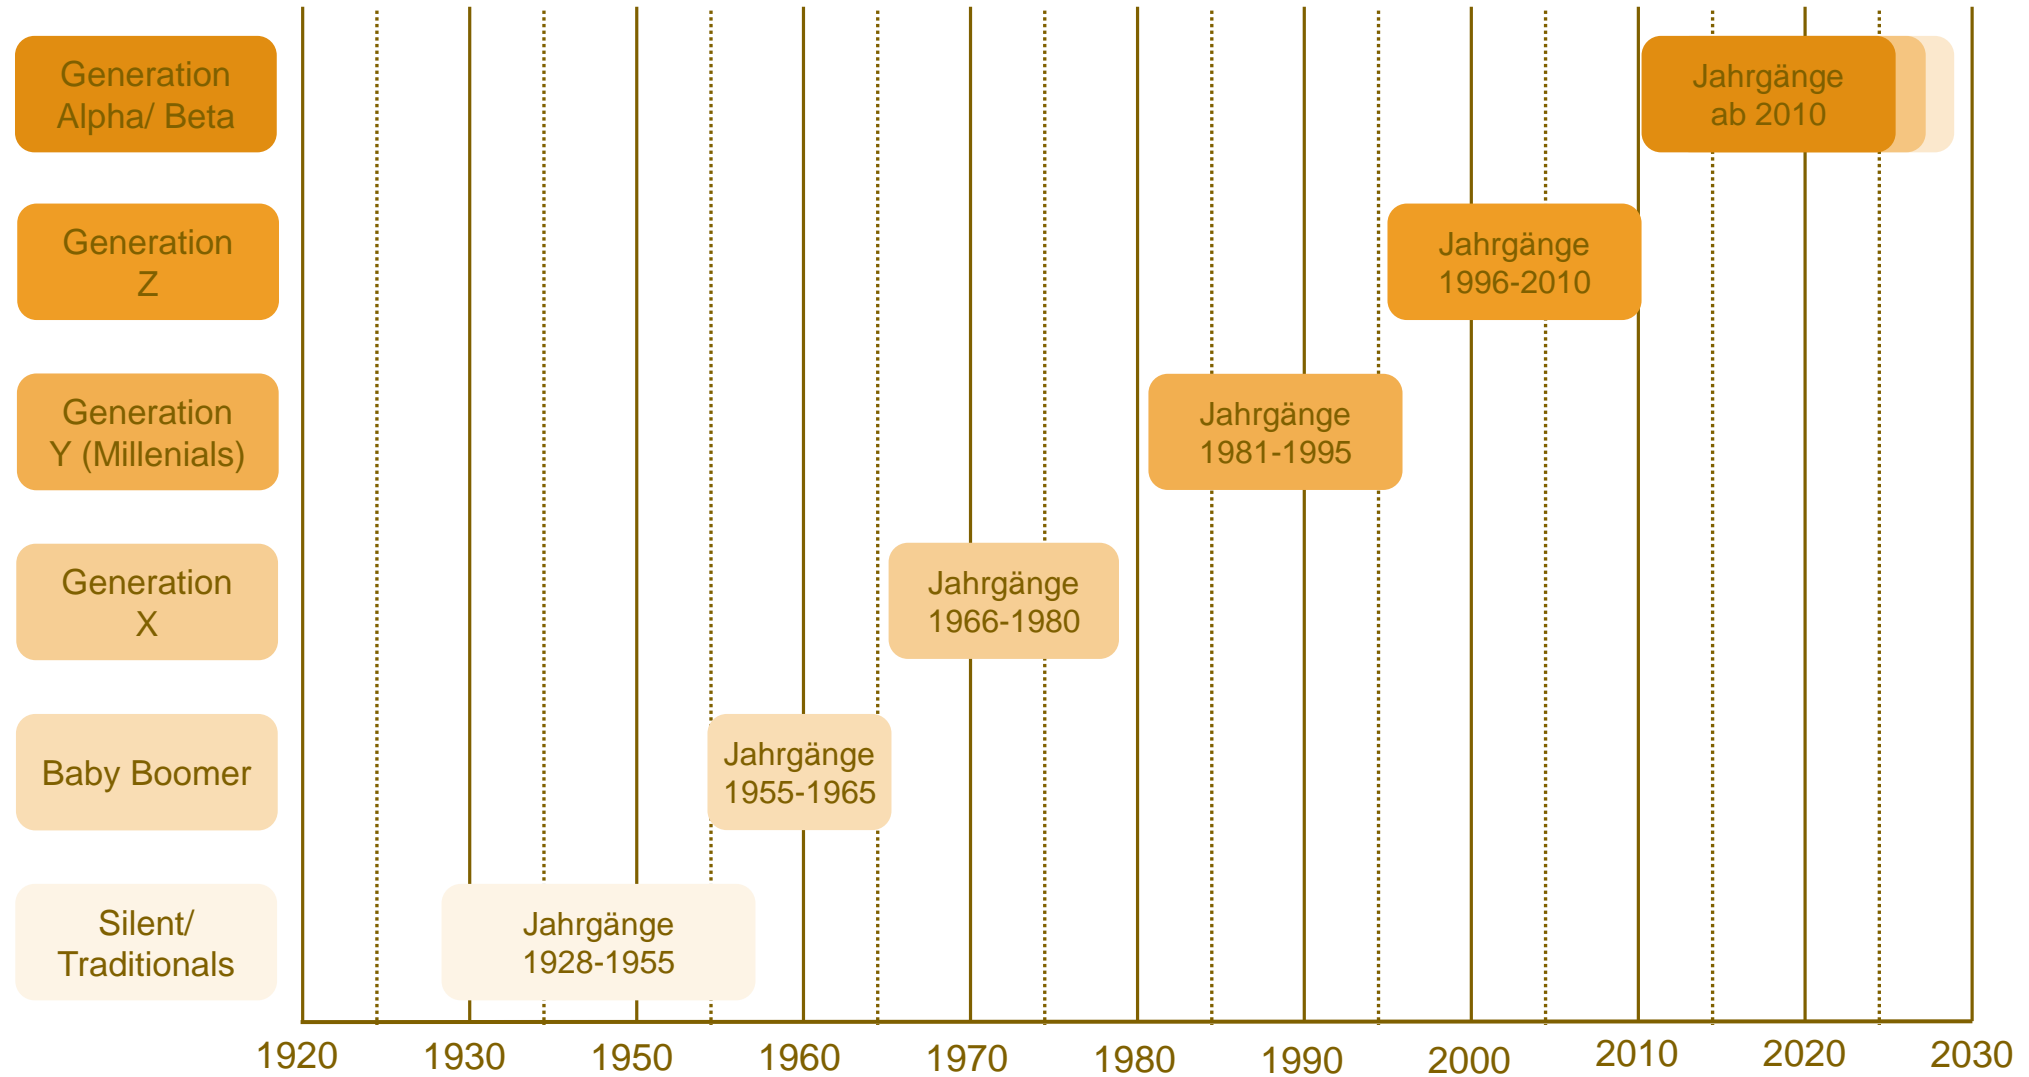 Generation
Alpha/ Beta
Jahrgänge
ab 2010
Generation
Z
Jahrgänge
1996-2010
Generation
Y (Millenials)
Jahrgänge
1981-1995
Generation
X
Jahrgänge
1966-1980
Baby Boomer
Jahrgänge
1955-1965
Silent/
Traditionals
Jahrgänge
1928-1955
1920 1930 1950 1960 1970 1980 1990 2000 2010 2020 2030